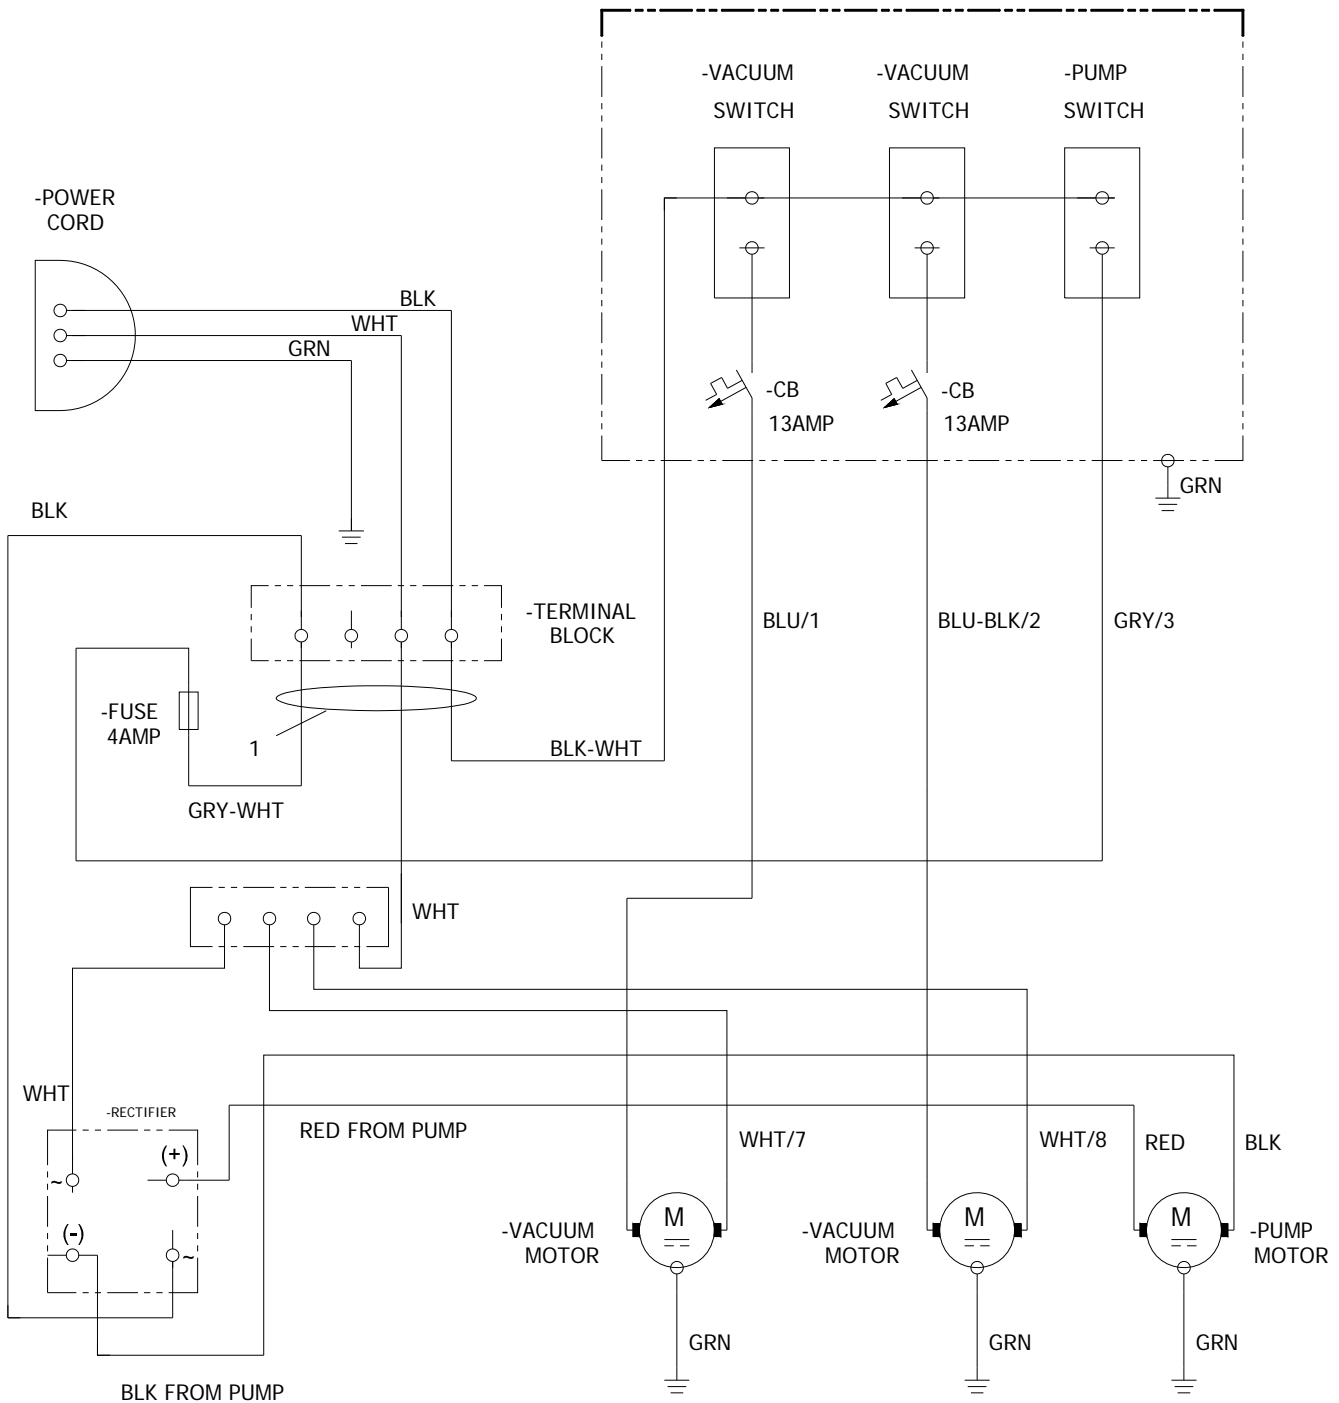 -VACUUM
SWITCH
-VACUUM
SWITCH
-PUMP
SWITCH
-POWER
CORD
BLK
WHT
GRN
-CB
13AMP
-CB
13AMP
GRN
BLK
-TERMINAL
BLOCK
BLU/1
BLU-BLK/2
GRY/3
-FUSE
4AMP
1
BLK-WHT
GRY-WHT
WHT
WHT
-RECTIFIER
RED FROM PUMP
WHT/7
WHT/8
RED
BLK
(+)
~
(-)
~
M
M
M
-VACUUM
MOTOR
-VACUUM
MOTOR
-PUMP
MOTOR
GRN
GRN
GRN
BLK FROM PUMP